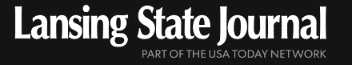 Lansing State Journal
PART OF THE USA TODAY NETWORK